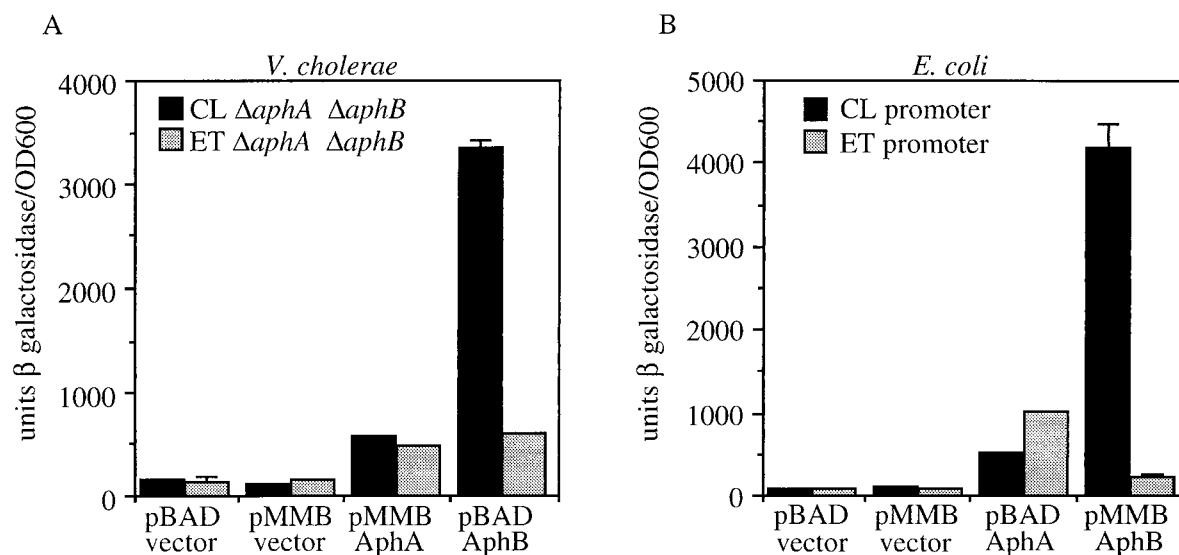 A
V. cholerae
units β galactosidase/OD600
4000
3000
2000
1000
0
CL ΔaphA ΔaphB
ET ΔaphA ΔaphB
pBAD vector
pMMB vector
pMMB AphA
pBAD AphB
B
E. coli
units β galactosidase/OD600
5000
4000
3000
2000
1000
0
CL promoter
ET promoter
pBAD vector
pMMB vector
pBAD AphA
pMMB AphB